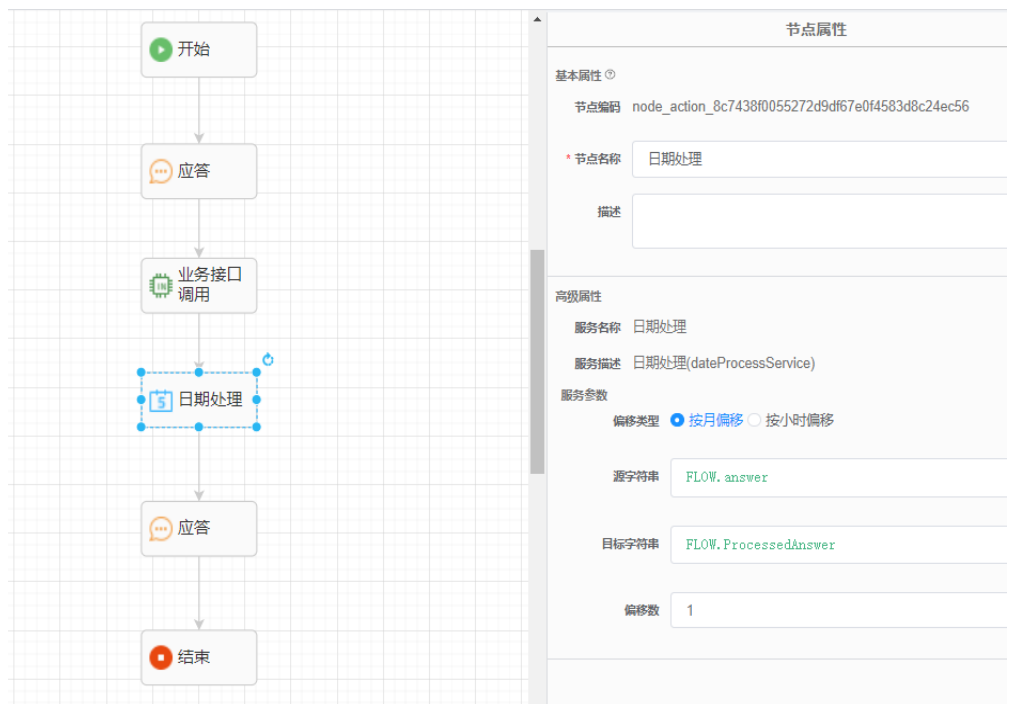 开始
应答
业务接口
调用
日期处理
应答
结束
节点属性
基本属性
节点编码 node_action_8c7438f0055272d9df67e0f4583d8c24ec56
* 节点名称 日期处理
描述
高级属性
服务名称 日期处理
服务描述 日期处理(dateProcessService)
服务参数
偏移类型 按月偏移 按小时偏移
源字符串 FLOW.answer
目标字符串 FLOW.ProcessedAnswer
偏移数 1